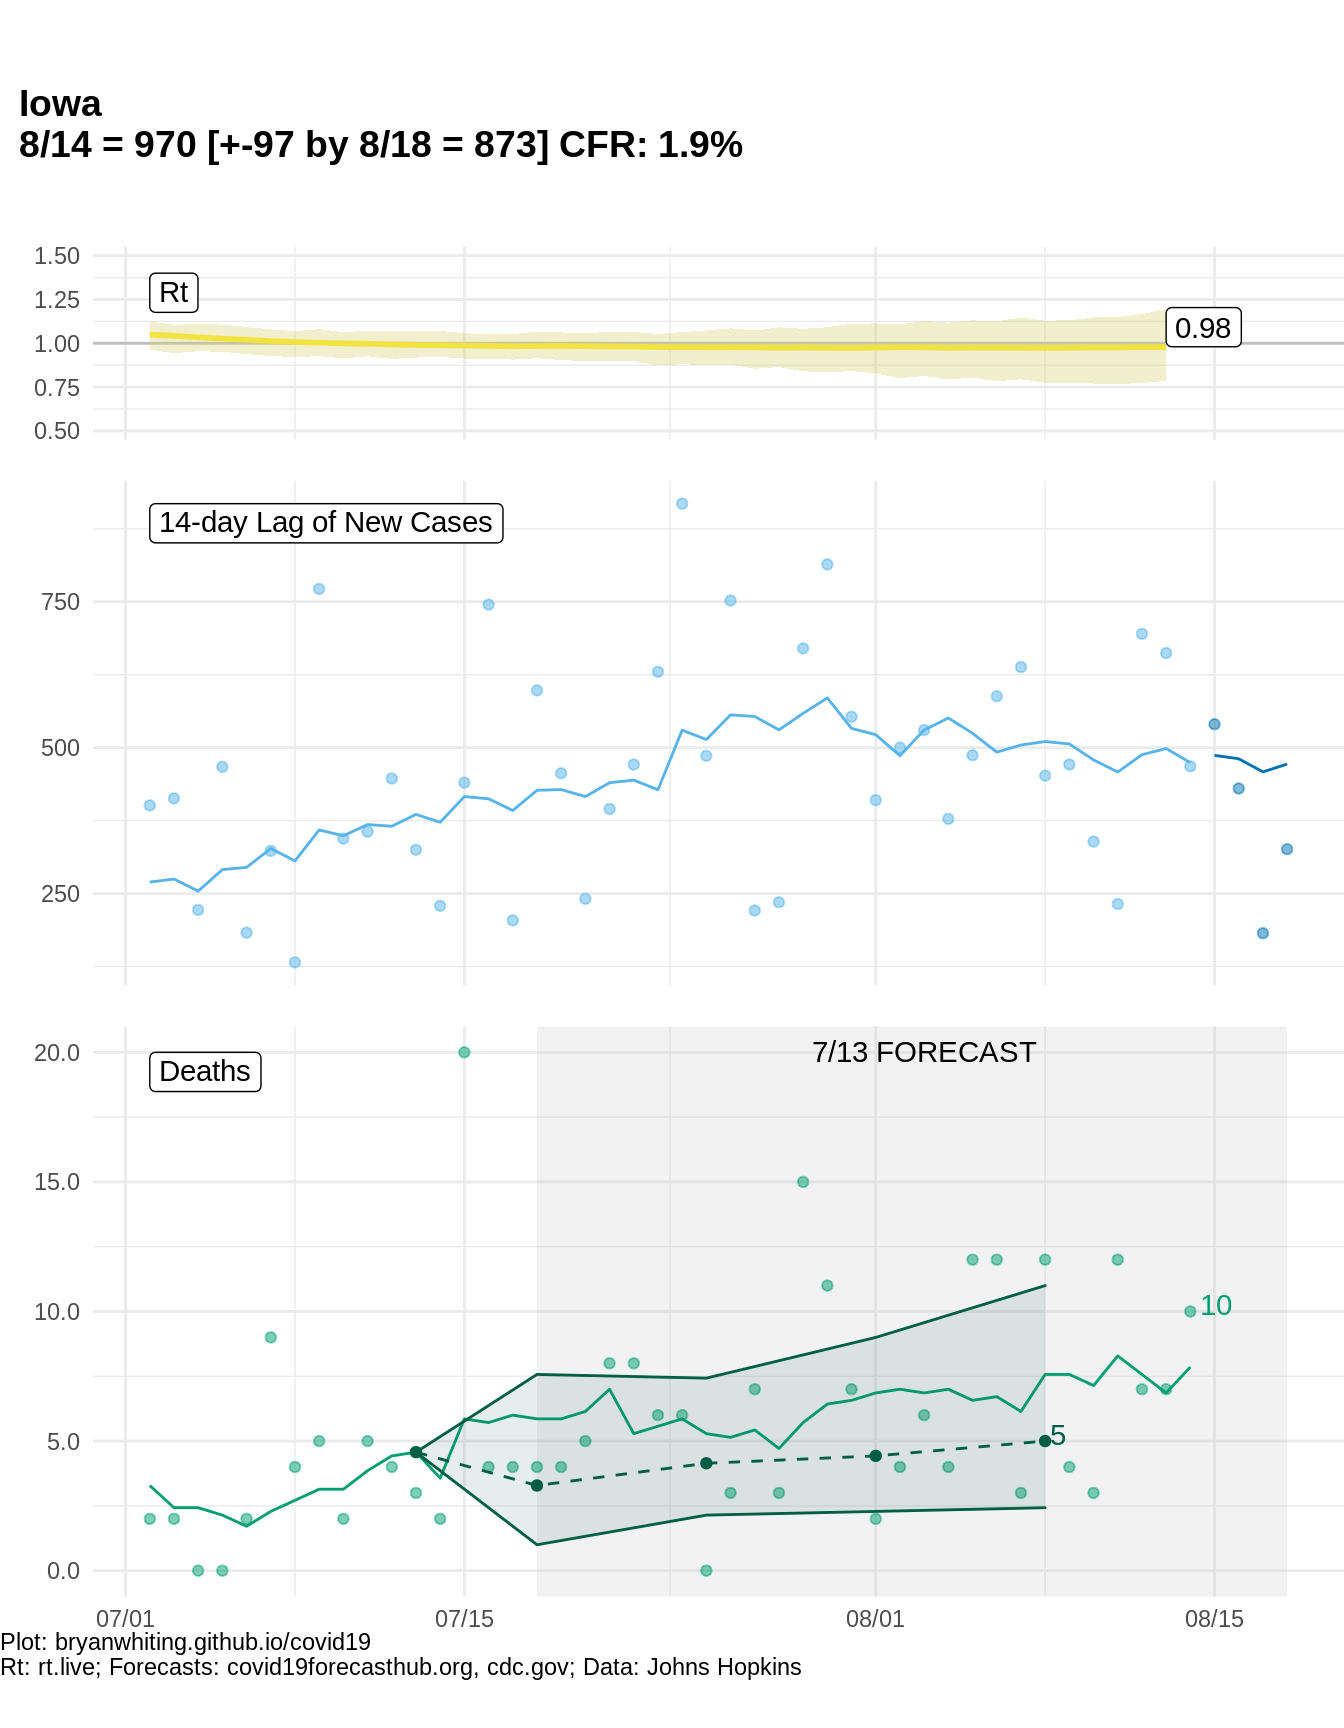 Iowa
8/14 = 970 [+-97 by 8/18 = 873] CFR: 1.9%
1.50
1.25
1.00
0.75
0.50
Rt
0.98
14-day Lag of New Cases
750
500
250
Deaths
7/13 FORECAST
20.0
15.0
10.0
5.0
0.0
10
5
07/01
07/15
08/01
08/15
Plot: bryanwhiting.github.io/covid19
Rt: rt.live; Forecasts: covid19forecasthub.org, cdc.gov; Data: Johns Hopkins